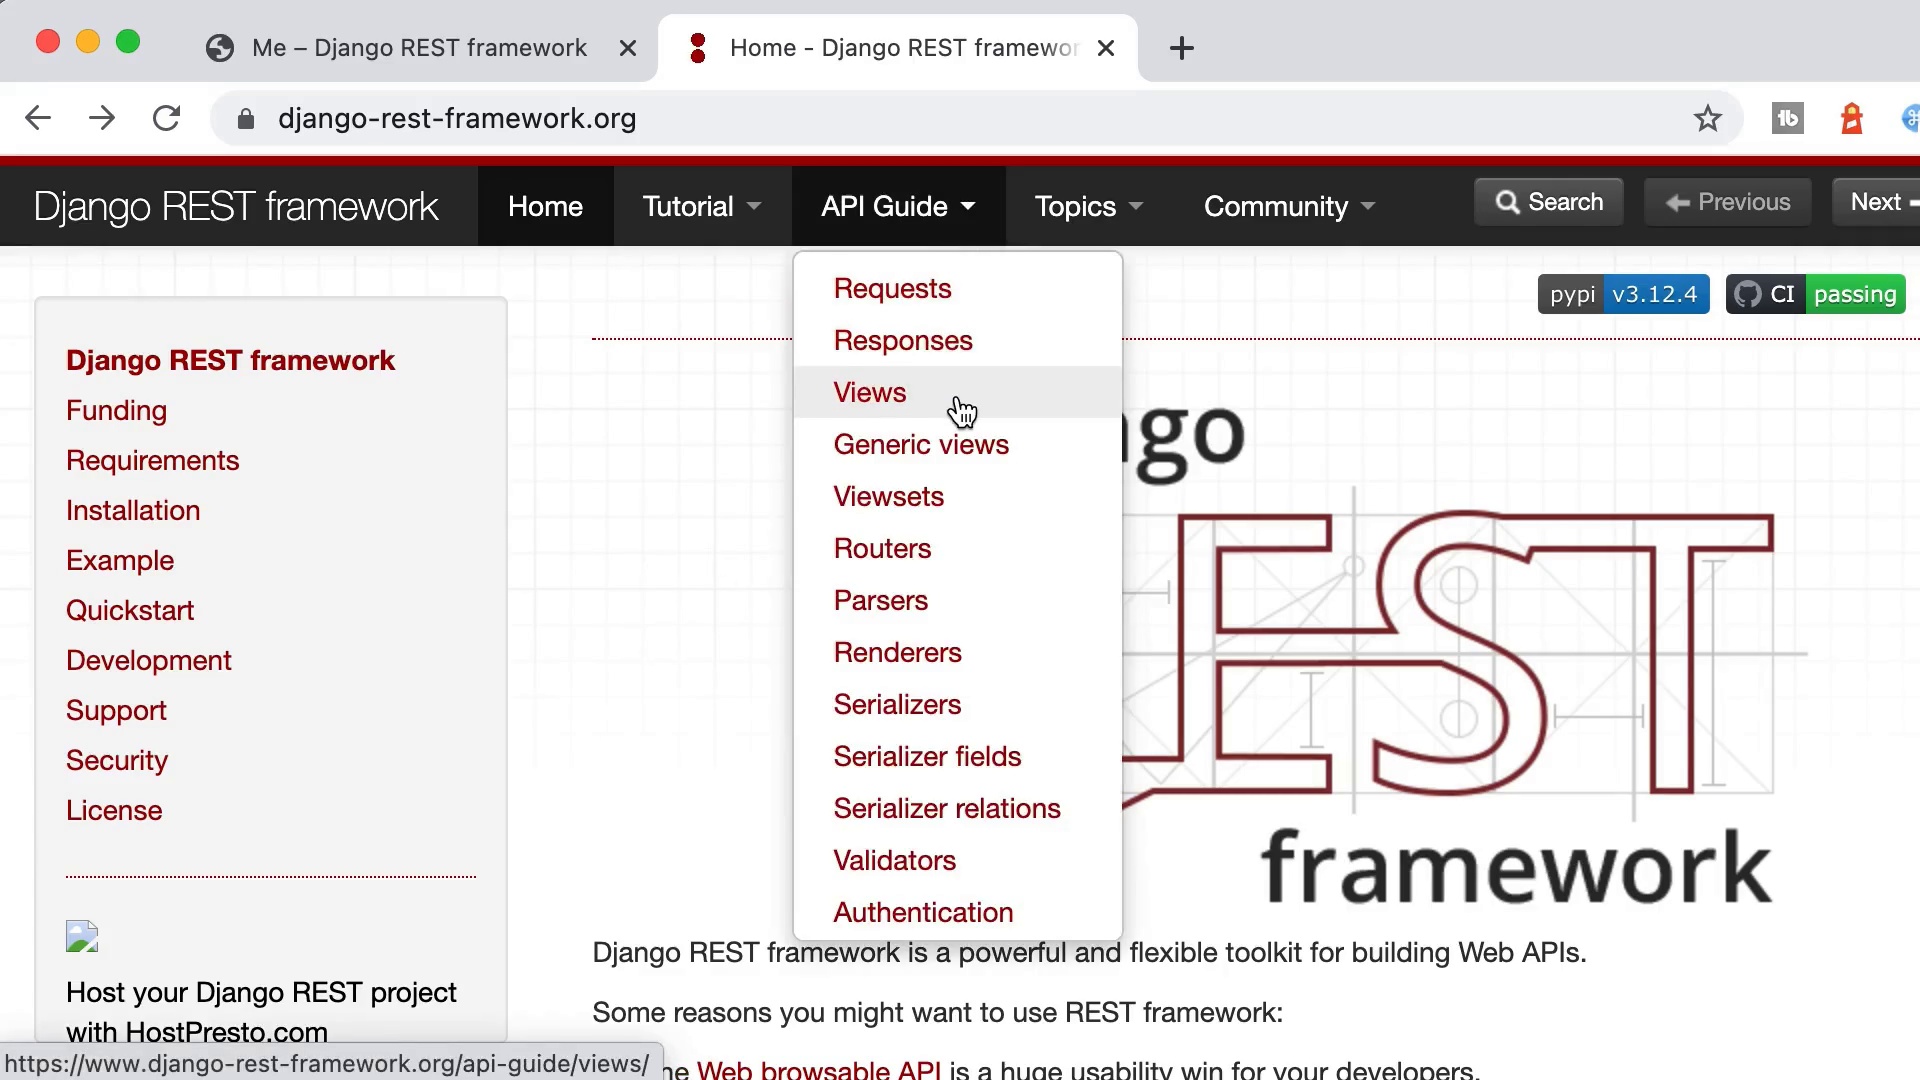 Me – Django REST framework
Home - Django REST framewor
django-rest-framework.org
Django REST framework
Home
Tutorial
API Guide
Topics
Community
Search
Previous
Next
pypi v3.12.4
CI passing
Django REST framework
Funding
Requirements
Installation
Example
Quickstart
Development
Support
Security
License
Host your Django REST project
with HostPresto.com
Requests
Responses
Views
Generic views
Viewsets
Routers
Parsers
Renderers
Serializers
Serializer fields
Serializer relations
Validators
Authentication
ngo
EST
framework
Django REST framework is a powerful and flexible toolkit for building Web APIs.
Some reasons you might want to use REST framework:
he Web browsable API is a huge usability win for your developers.
https://www.django-rest-framework.org/api-guide/views/